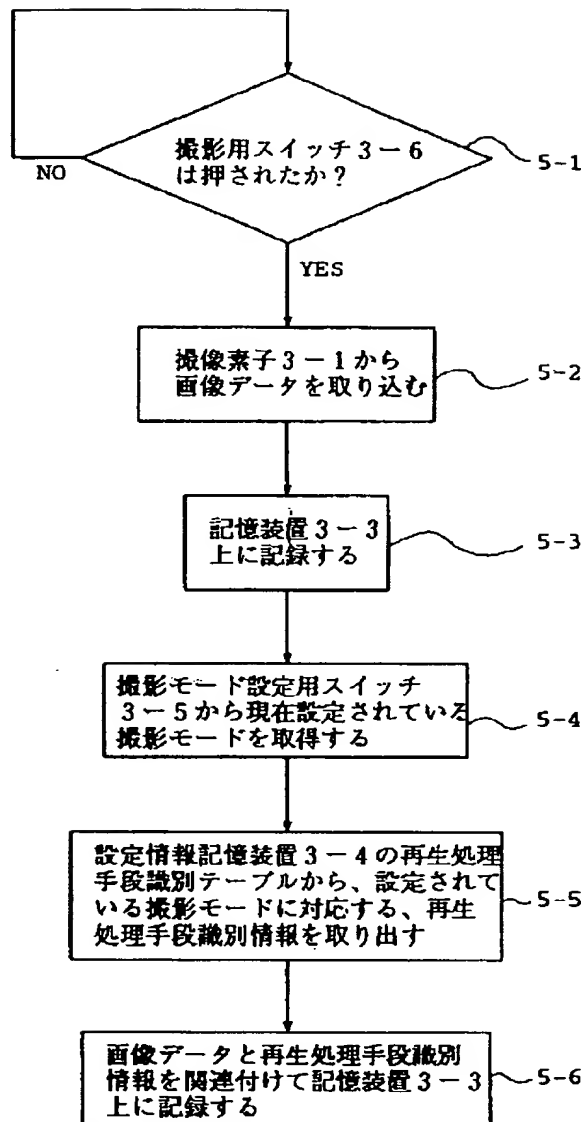 撮影用スイッチ3-6
は押されたか?
5-1
NO
YES
撮像素子3-1から
画像データを取り込む
5-2
記憶装置3-3
上に記録する
5-3
撮影モード設定用スイッチ
3-5から現在設定されている
撮影モードを取得する
5-4
設定情報記憶装置3-4の再生処理
手段識別テーブルから、設定されて
いる撮影モードに対応する、再生
処理手段識別情報を取り出す
5-5
画像データと再生処理手段識別
情報を関連付けて記憶装置3-3
上に記録する
5-6